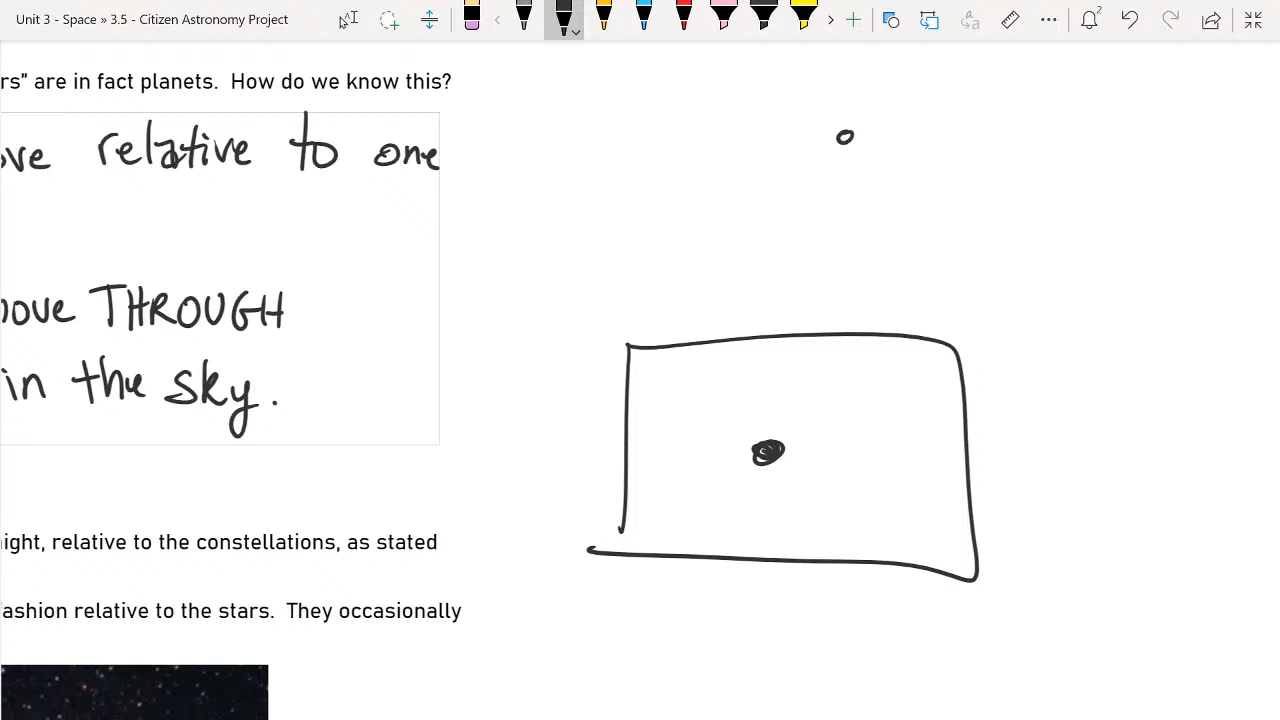 Unit 3 - Space » 3.5 - Citizen Astronomy Project
2
rs" are in fact planets. How do we know this?
ve relative to one
ove THROUGH
in the sky.
ight, relative to the constellations, as stated
fashion relative to the stars. They occasionally